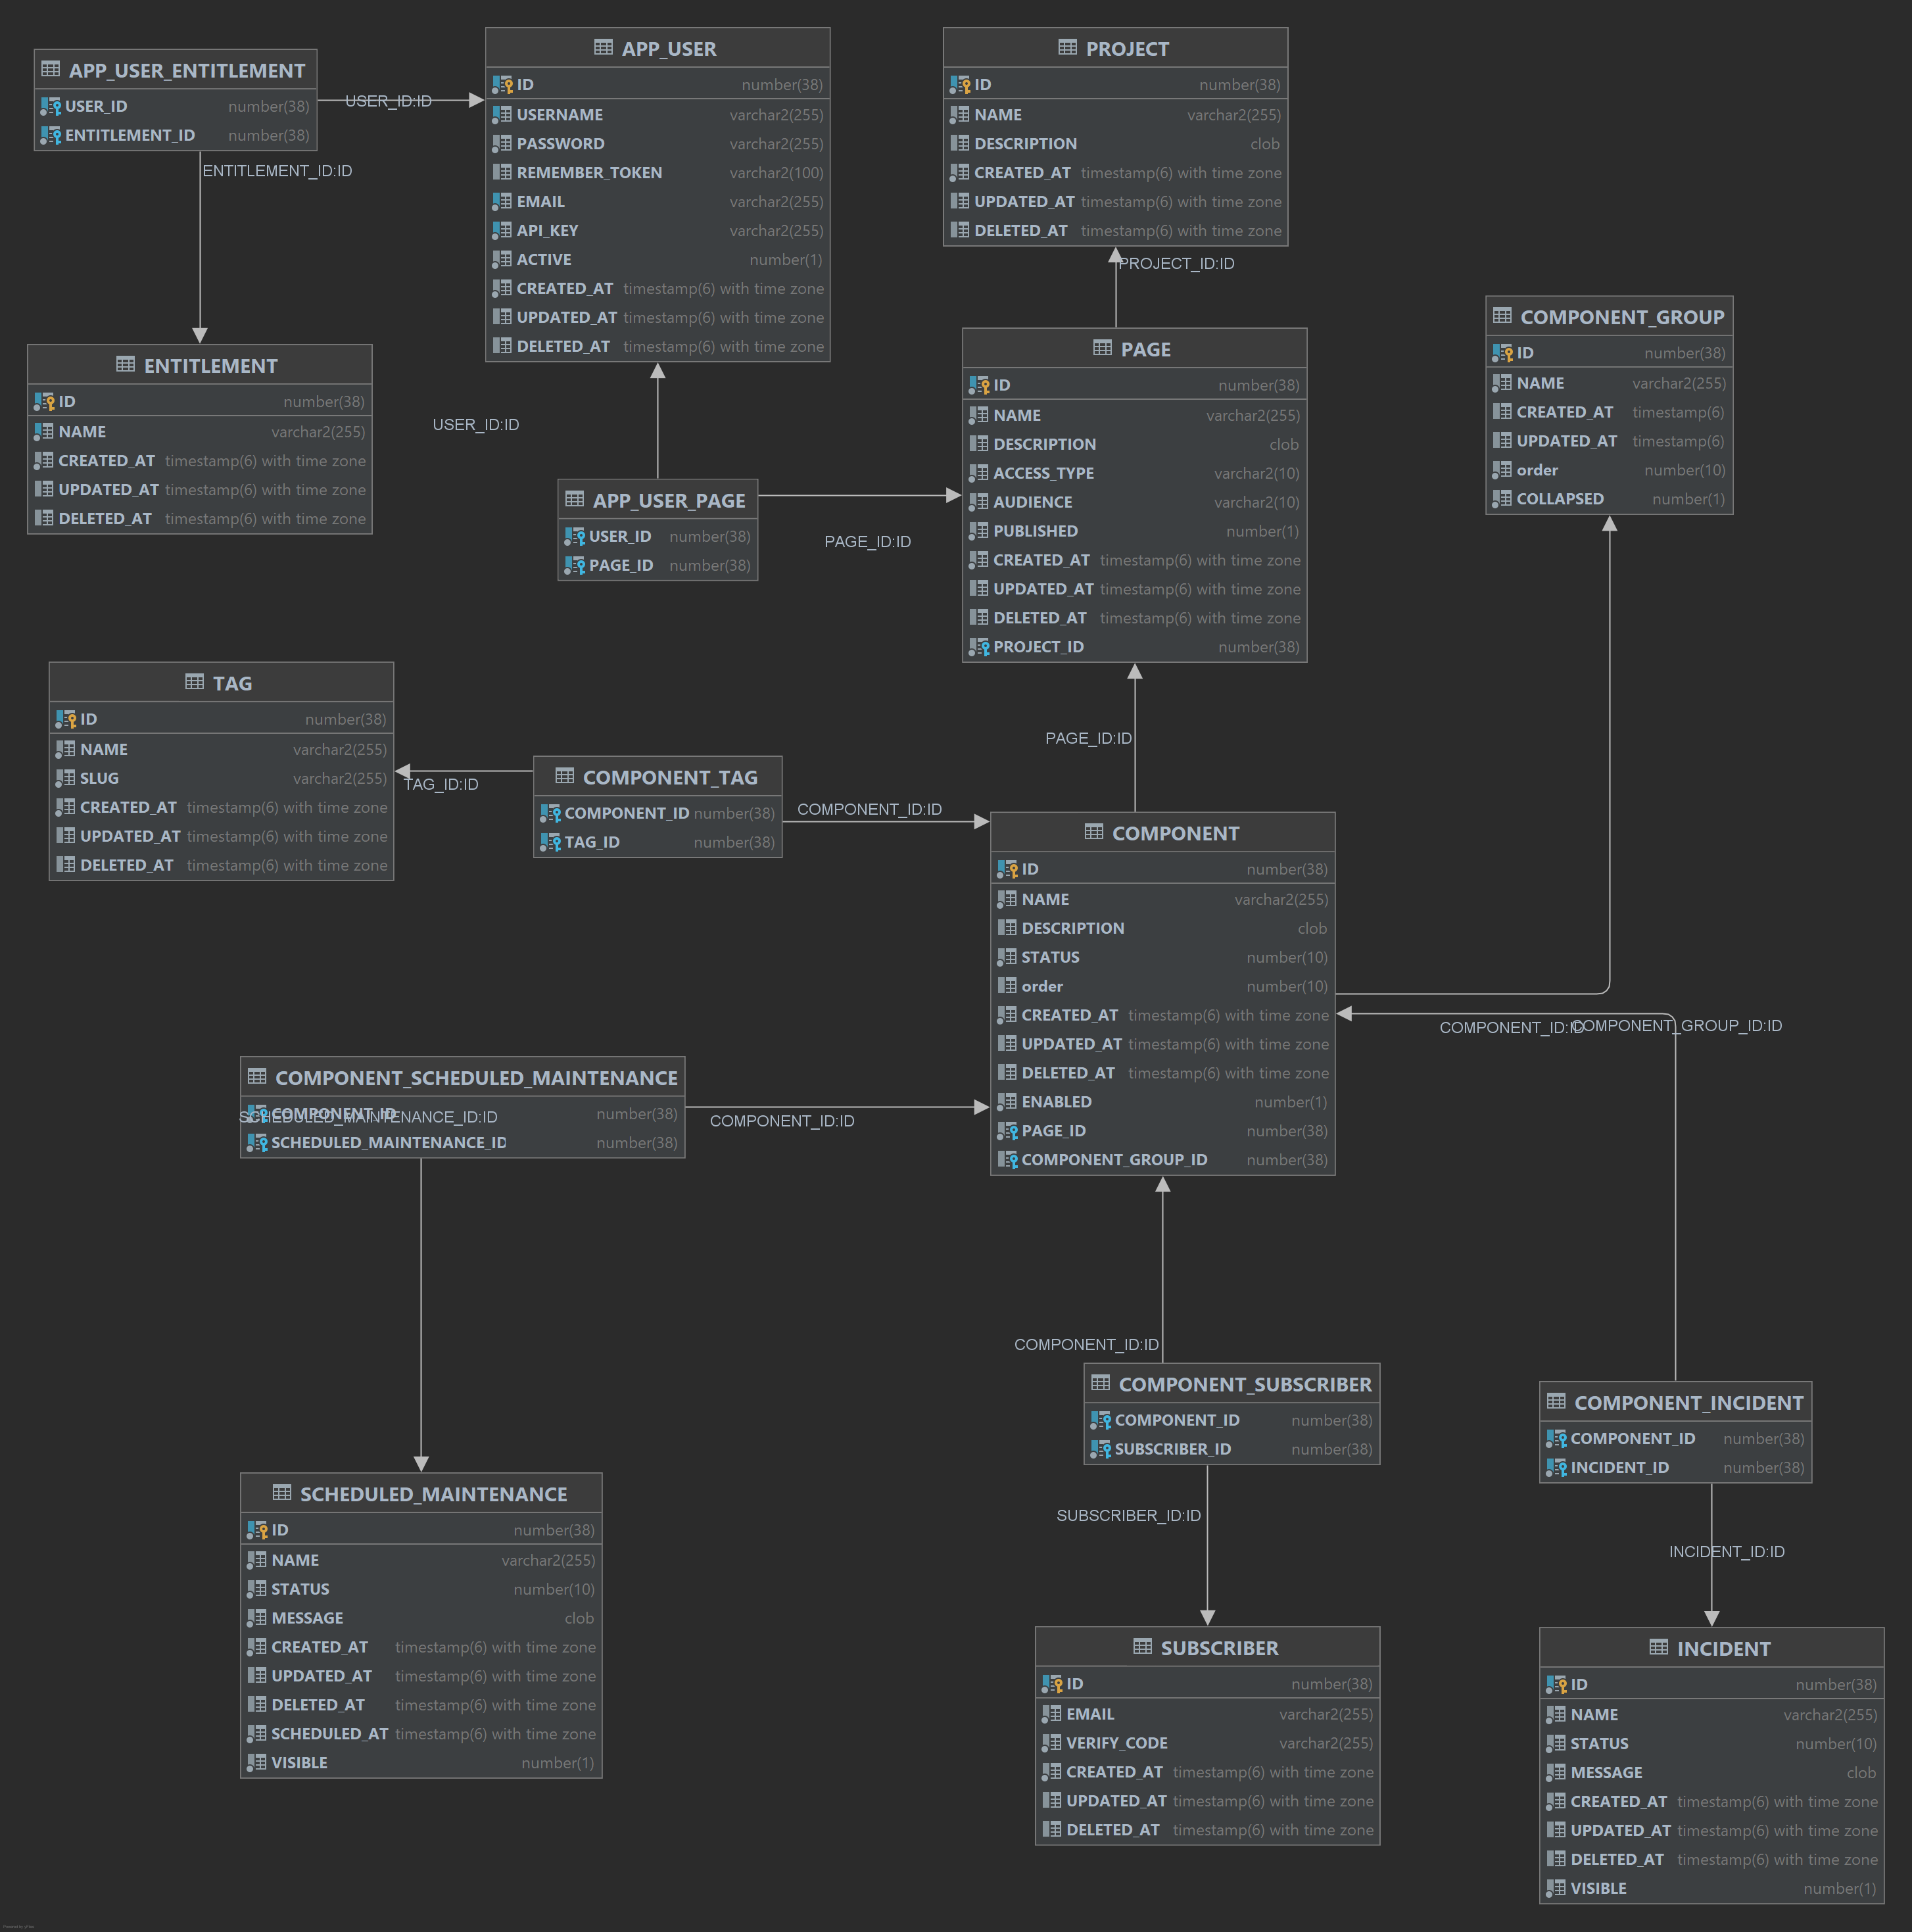 APP_USER_ENTITLEMENT
USER_ID number(38)
ENTITLEMENT_ID number(38)
USER_ID:ID
ENTITLEMENT_ID:ID
APP_USER
ID number(38)
USERNAME varchar2(255)
PASSWORD varchar2(255)
REMEMBER_TOKEN varchar2(100)
EMAIL varchar2(255)
API_KEY varchar2(255)
ACTIVE number(1)
CREATED_AT timestamp(6) with time zone
UPDATED_AT timestamp(6) with time zone
DELETED_AT timestamp(6) with time zone
PROJECT
ID number(38)
NAME varchar2(255)
DESCRIPTION clob
CREATED_AT timestamp(6) with time zone
UPDATED_AT timestamp(6) with time zone
DELETED_AT timestamp(6) with time zone
PROJECT_ID:ID
ENTITLEMENT
ID number(38)
NAME varchar2(255)
CREATED_AT timestamp(6) with time zone
UPDATED_AT timestamp(6) with time zone
DELETED_AT timestamp(6) with time zone
USER_ID:ID
APP_USER_PAGE
USER_ID number(38)
PAGE_ID number(38)
PAGE_ID:ID
PAGE
ID number(38)
NAME varchar2(255)
DESCRIPTION clob
ACCESS_TYPE varchar2(10)
AUDIENCE varchar2(10)
PUBLISHED number(1)
CREATED_AT timestamp(6) with time zone
UPDATED_AT timestamp(6) with time zone
DELETED_AT timestamp(6) with time zone
PROJECT_ID number(38)
COMPONENT_GROUP
ID number(38)
NAME varchar2(255)
CREATED_AT timestamp(6)
UPDATED_AT timestamp(6)
order number(10)
COLLAPSED number(1)
TAG
ID number(38)
NAME varchar2(255)
SLUG varchar2(255)
CREATED_AT timestamp(6) with time zone
UPDATED_AT timestamp(6) with time zone
DELETED_AT timestamp(6) with time zone
TAG_ID:ID
COMPONENT_TAG
COMPONENT_ID number(38)
TAG_ID number(38)
COMPONENT_ID:ID
PAGE_ID:ID
COMPONENT
ID number(38)
NAME varchar2(255)
DESCRIPTION clob
STATUS number(10)
order number(10)
CREATED_AT timestamp(6) with time zone
UPDATED_AT timestamp(6) with time zone
DELETED_AT timestamp(6) with time zone
ENABLED number(1)
PAGE_ID number(38)
COMPONENT_GROUP_ID number(38)
COMPONENT_ID:ID
COMPONENT_GROUP_ID:ID
COMPONENT_SCHEDULED_MAINTENANCE
COMPONENT_ID number(38)
SCHEDULED_MAINTENANCE_ID:ID
SCHEDULED_MAINTENANCE_ID number(38)
COMPONENT_ID:ID
COMPONENT_ID:ID
COMPONENT_SUBSCRIBER
COMPONENT_ID number(38)
SUBSCRIBER_ID number(38)
SUBSCRIBER_ID:ID
COMPONENT_INCIDENT
COMPONENT_ID number(38)
INCIDENT_ID number(38)
INCIDENT_ID:ID
SCHEDULED_MAINTENANCE
ID number(38)
NAME varchar2(255)
STATUS number(10)
MESSAGE clob
CREATED_AT timestamp(6) with time zone
UPDATED_AT timestamp(6) with time zone
DELETED_AT timestamp(6) with time zone
SCHEDULED_AT timestamp(6) with time zone
VISIBLE number(1)
SUBSCRIBER
ID number(38)
EMAIL varchar2(255)
VERIFY_CODE varchar2(255)
CREATED_AT timestamp(6) with time zone
UPDATED_AT timestamp(6) with time zone
DELETED_AT timestamp(6) with time zone
INCIDENT
ID number(38)
NAME varchar2(255)
STATUS number(10)
MESSAGE clob
CREATED_AT timestamp(6) with time zone
UPDATED_AT timestamp(6) with time zone
DELETED_AT timestamp(6) with time zone
VISIBLE number(1)
Powered by yFiles